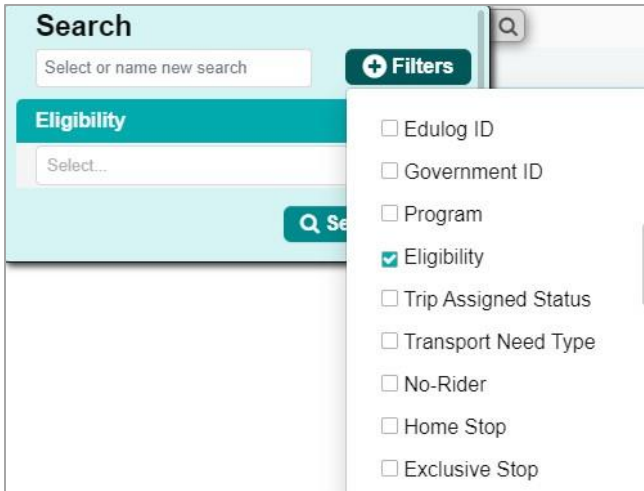 Search
Select or name new search
Filters
Eligibility
Select...
Edulog ID
Government ID
Program
Eligibility
Trip Assigned Status
Transport Need Type
No-Rider
Home Stop
Exclusive Stop